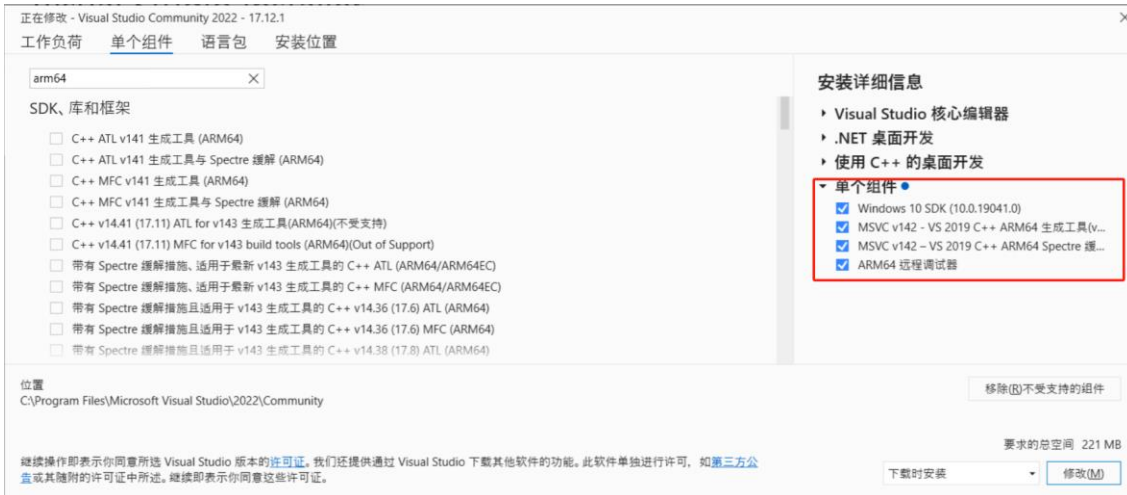 正在修改 - Visual Studio Community 2022 - 17.12.1
工作负荷 单个组件 语言包 安装位置
arm64
SDK、库和框架
C++ ATL v141 生成工具 (ARM64)
C++ ATL v141 生成工具与 Spectre 缓解 (ARM64)
C++ MFC v141 生成工具 (ARM64)
C++ MFC v141 生成工具与 Spectre 缓解 (ARM64)
C++ v14.41 (17.11) ATL for v143 生成工具(ARM64)(不受支持)
C++ v14.41 (17.11) MFC for v143 build tools (ARM64)(Out of Support)
带有 Spectre 缓解措施、适用于最新 v143 生成工具的 C++ ATL (ARM64/ARM64EC)
带有 Spectre 缓解措施、适用于最新 v143 生成工具的 C++ MFC (ARM64/ARM64EC)
带有 Spectre 缓解措施且适用于 v143 生成工具的 C++ v14.36 (17.6) ATL (ARM64)
带有 Spectre 缓解措施且适用于 v143 生成工具的 C++ v14.36 (17.6) MFC (ARM64)
带有 Spectre 缓解措施且适用于 v143 生成工具的 C++ v14.38 (17.8) ATL (ARM64)
安装详细信息
Visual Studio 核心编辑器
.NET 桌面开发
使用 C++ 的桌面开发
单个组件
Windows 10 SDK (10.0.19041.0)
MSVC v142 - VS 2019 C++ ARM64 生成工具(v...
MSVC v142 – VS 2019 C++ ARM64 Spectre 缓...
ARM64 远程调试器
位置
C:\Program Files\Microsoft Visual Studio\2022\Community
移除(R)不受支持的组件
要求的总空间 221 MB
继续操作即表示你同意所选 Visual Studio 版本的许可证。我们还提供通过 Visual Studio 下载其他软件的功能。此软件单独进行许可，如第三方公
告或其随附的许可证中所述。继续即表示你同意这些许可证。
下载时安装
修改(M)